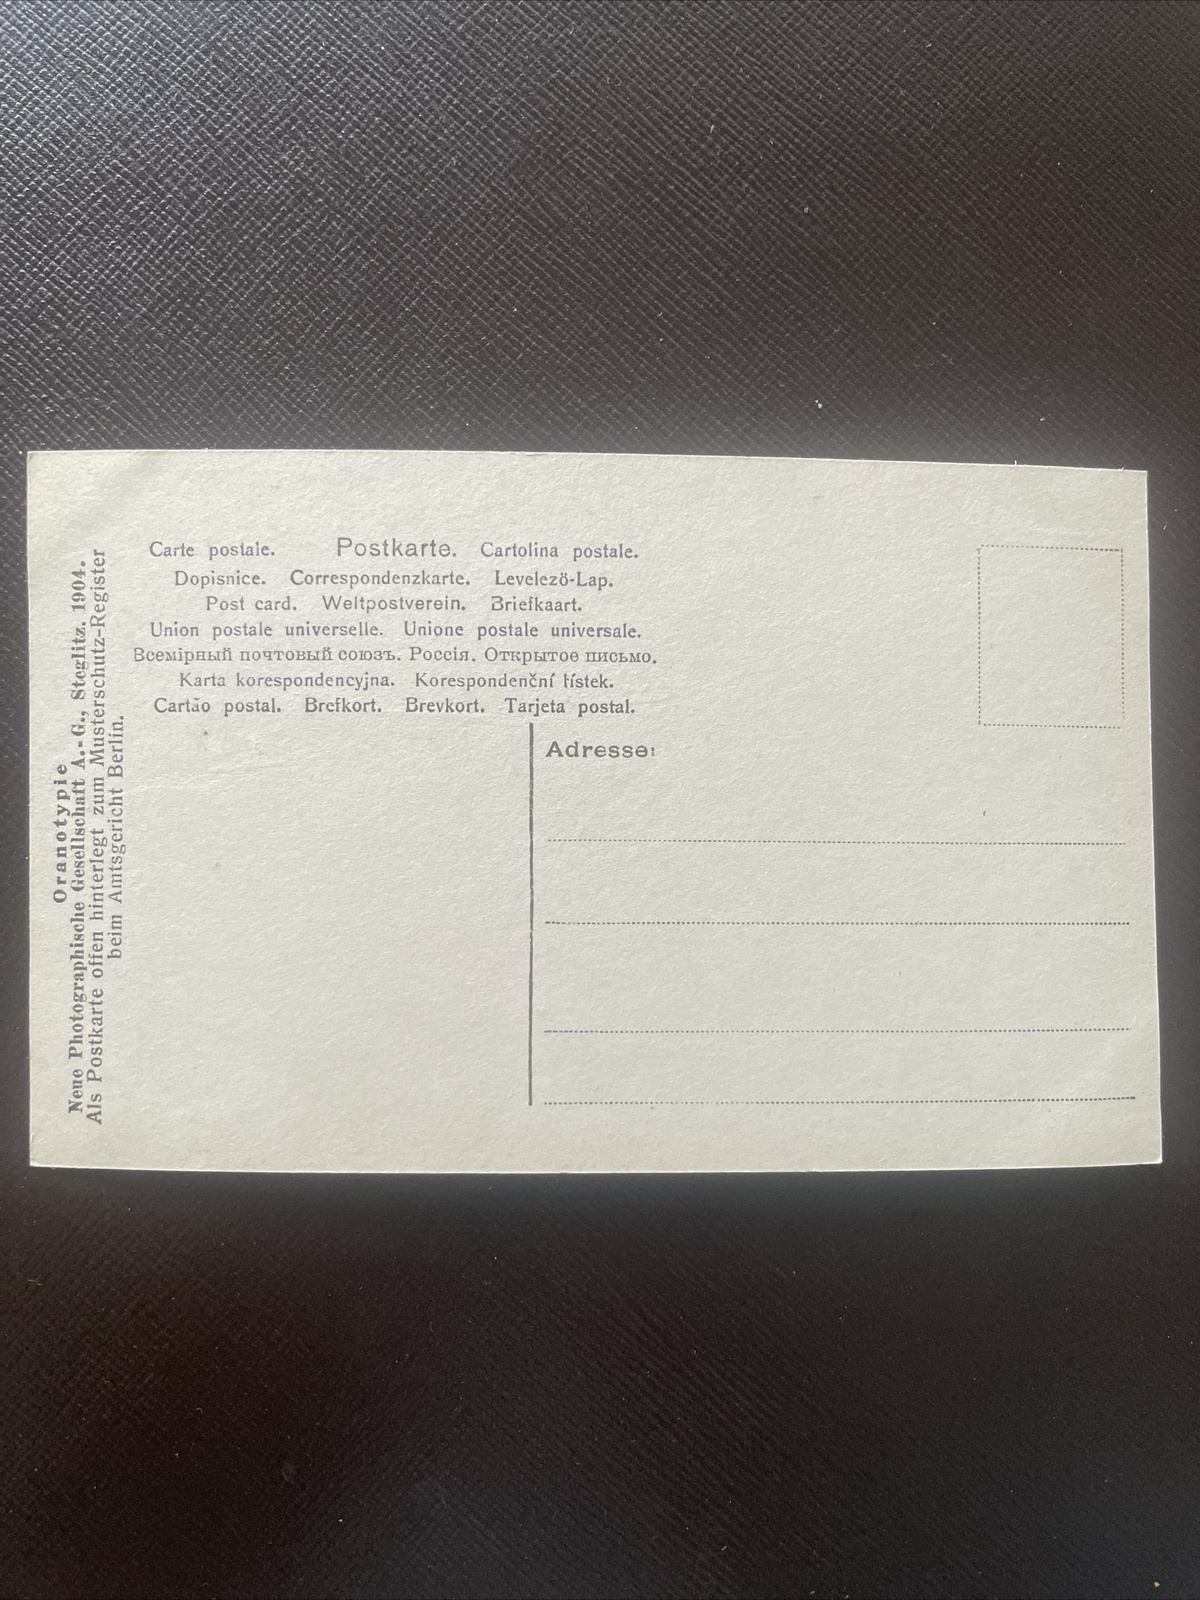 Carte postale. Postkarte. Cartolina postale.
Dopisnice. Correspondenzkarte. Levelezö-Lap.
Post card. Weltpostverein. Briefkaart.
Union postale universelle. Unione postale universale.
Всемірный почтовый союзъ. Россія. Открытое письмо.
Karta korespondencyjna. Korespondenční łístek.
Cartão postal. Brefkort. Brevkort. Tarjeta postal.
Adresse:
Oranotypie
Neue Photographische Gesellschaft A.-G., Steglitz. 1904.
Als Postkarte offen hinterlegt zum Musterschutz-Register
beim Amtsgericht Berlin.